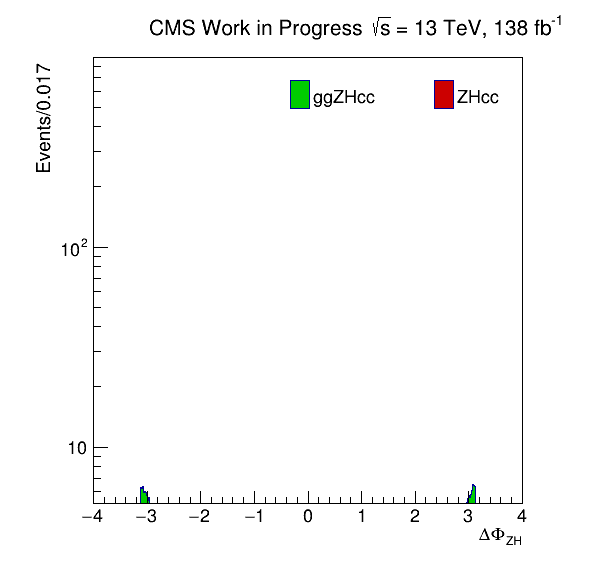 CMS Work in Progress √s = 13 TeV, 138 fb⁻¹
Events/0.017
ggZHcc ZHcc
10²
10
−4 −3 −2 −1 0 1 2 3 4
ΔΦ_ZH